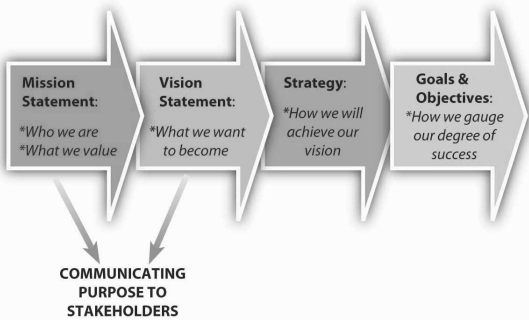 Mission
Statement:
*Who we are
*What we value
Vision
Statement:
*What we want
to become
Strategy:
*How we will
achieve our
vision
Goals &
Objectives:
*How we gauge
our degree of
success
COMMUNICATING
PURPOSE TO
STAKEHOLDERS